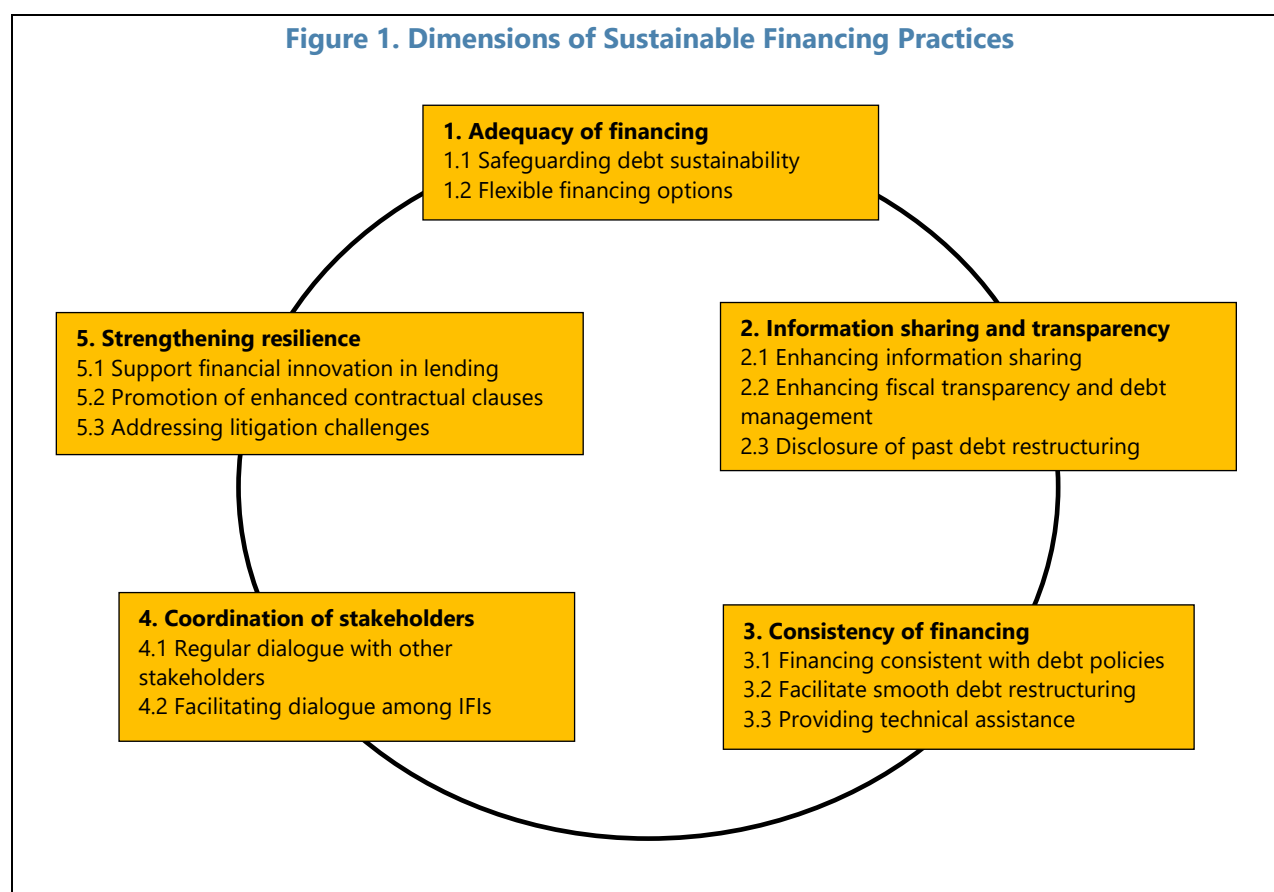 Figure 1. Dimensions of Sustainable Financing Practices
1. Adequacy of financing
1.1 Safeguarding debt sustainability
1.2 Flexible financing options
2. Information sharing and transparency
2.1 Enhancing information sharing
2.2 Enhancing fiscal transparency and debt
management
2.3 Disclosure of past debt restructuring
3. Consistency of financing
3.1 Financing consistent with debt policies
3.2 Facilitate smooth debt restructuring
3.3 Providing technical assistance
4. Coordination of stakeholders
4.1 Regular dialogue with other
stakeholders
4.2 Facilitating dialogue among IFIs
5. Strengthening resilience
5.1 Support financial innovation in lending
5.2 Promotion of enhanced contractual clauses
5.3 Addressing litigation challenges